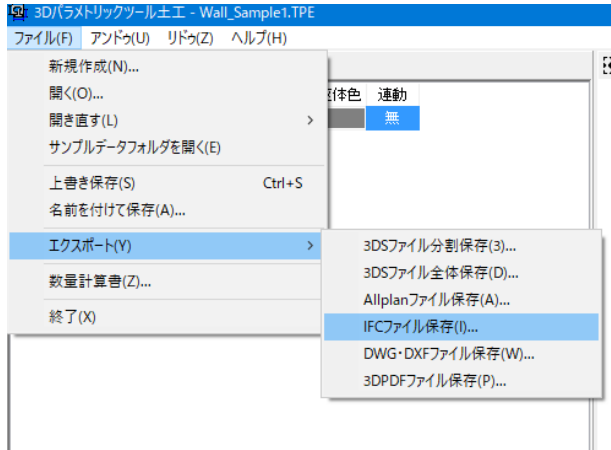 3Dパラメトリックツール土工 - Wall_Sample1.TPE
ファイル(F) アンドゥ(U) リドゥ(Z) ヘルプ(H)
新規作成(N)...
体色 連動
開く(O)...
無
開き直す(L)
サンプルデータフォルダを開く(E)
上書き保存(S) Ctrl+S
名前を付けて保存(A)...
エクスポート(Y)
3DSファイル分割保存(3)...
3DSファイル全体保存(D)...
数量計算書(Z)...
Allplanファイル保存(A)...
終了(X)
IFCファイル保存(I)...
DWG・DXFファイル保存(W)...
3DPDFファイル保存(P)...